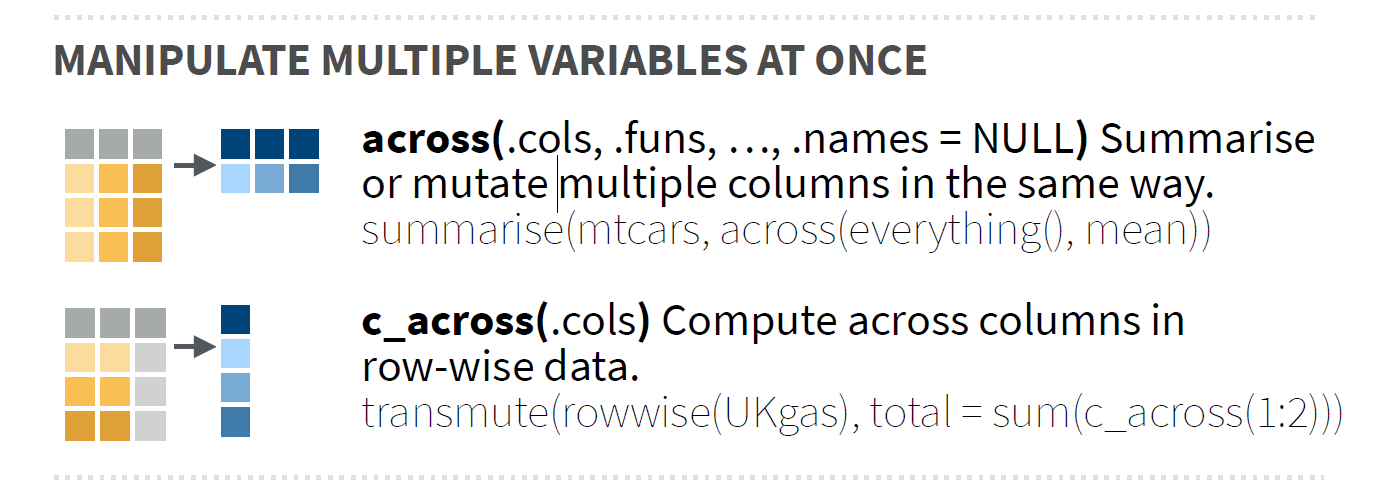 MANIPULATE MULTIPLE VARIABLES AT ONCE
across(.cols, .funs, …, .names = NULL) Summarise
or mutate multiple columns in the same way.
summarise(mtcars, across(everything(), mean))
c_across(.cols) Compute across columns in
row-wise data.
transmute(rowwise(UKgas), total = sum(c_across(1:2)))